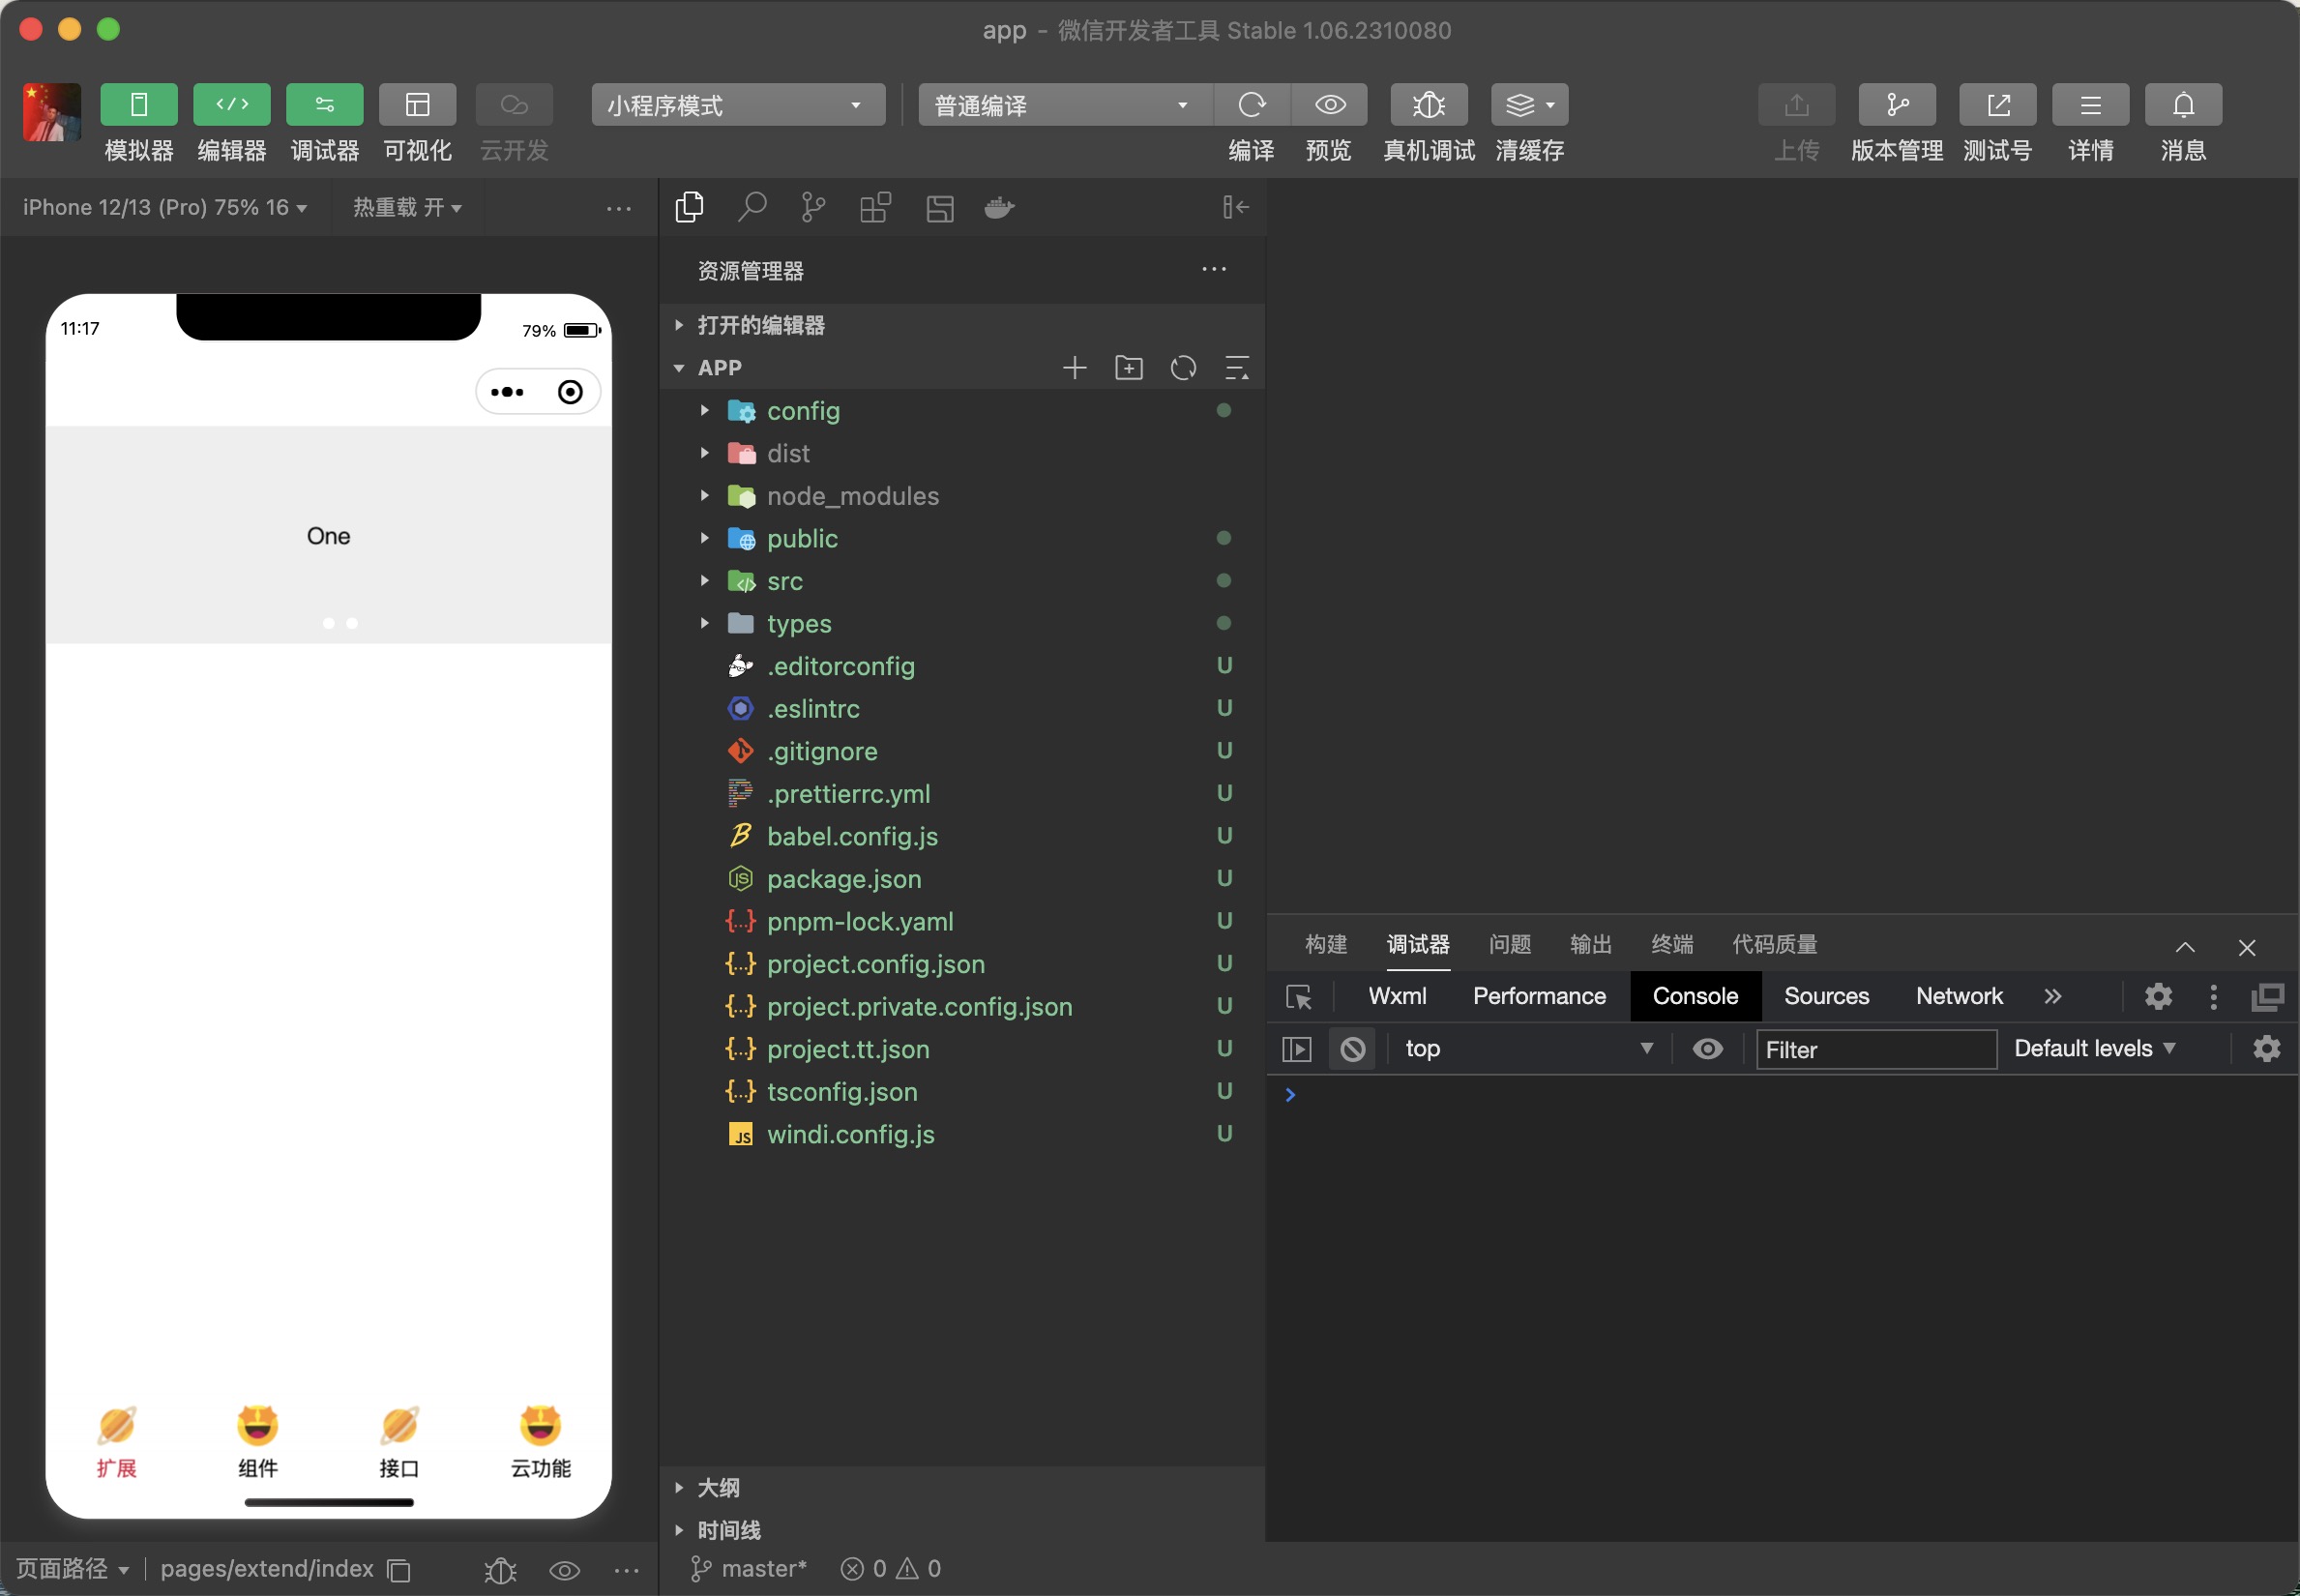 app - 微信开发者工具 Stable 1.06.2310080
小程序模式
普通编译
模拟器 编辑器 调试器 可视化 云开发
编译 预览 真机调试 清缓存
上传 版本管理 测试号 详情 消息
iPhone 12/13 (Pro) 75% 16
热重载 开
11:17
79%
One
扩展 组件 接口 云功能
页面路径
pages/extend/index
资源管理器
打开的编辑器
APP
config
dist
node_modules
public
src
types
.editorconfig U
.eslintrc U
.gitignore U
.prettierrc.yml U
babel.config.js U
package.json U
pnpm-lock.yaml U
project.config.json U
project.private.config.json U
project.tt.json U
tsconfig.json U
windi.config.js U
大纲
时间线
master* 0 0
构建 调试器 问题 输出 终端 代码质量
Wxml Performance Console Sources Network
top Filter Default levels